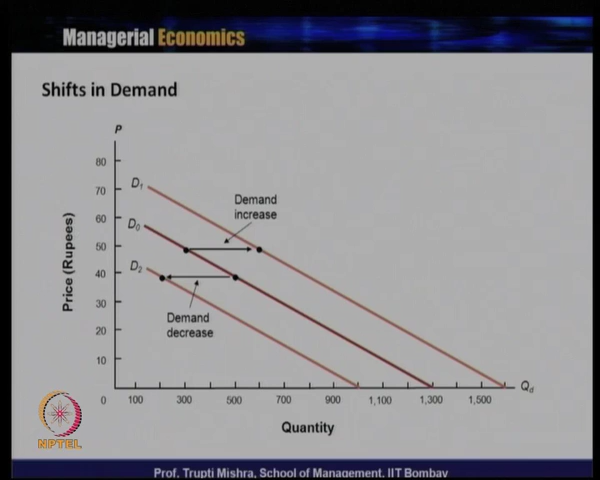 Managerial Economics
Shifts in Demand
P
80
70
60
50
40
30
20
10
0
Price (Rupees)
D₁
D₀
D₂
Demand
increase
Demand
decrease
100 300 500 700 900 1,100 1,300 1,500
Qd
Quantity
NPTEL
Prof. Trupti Mishra, School of Management, IIT Bombay